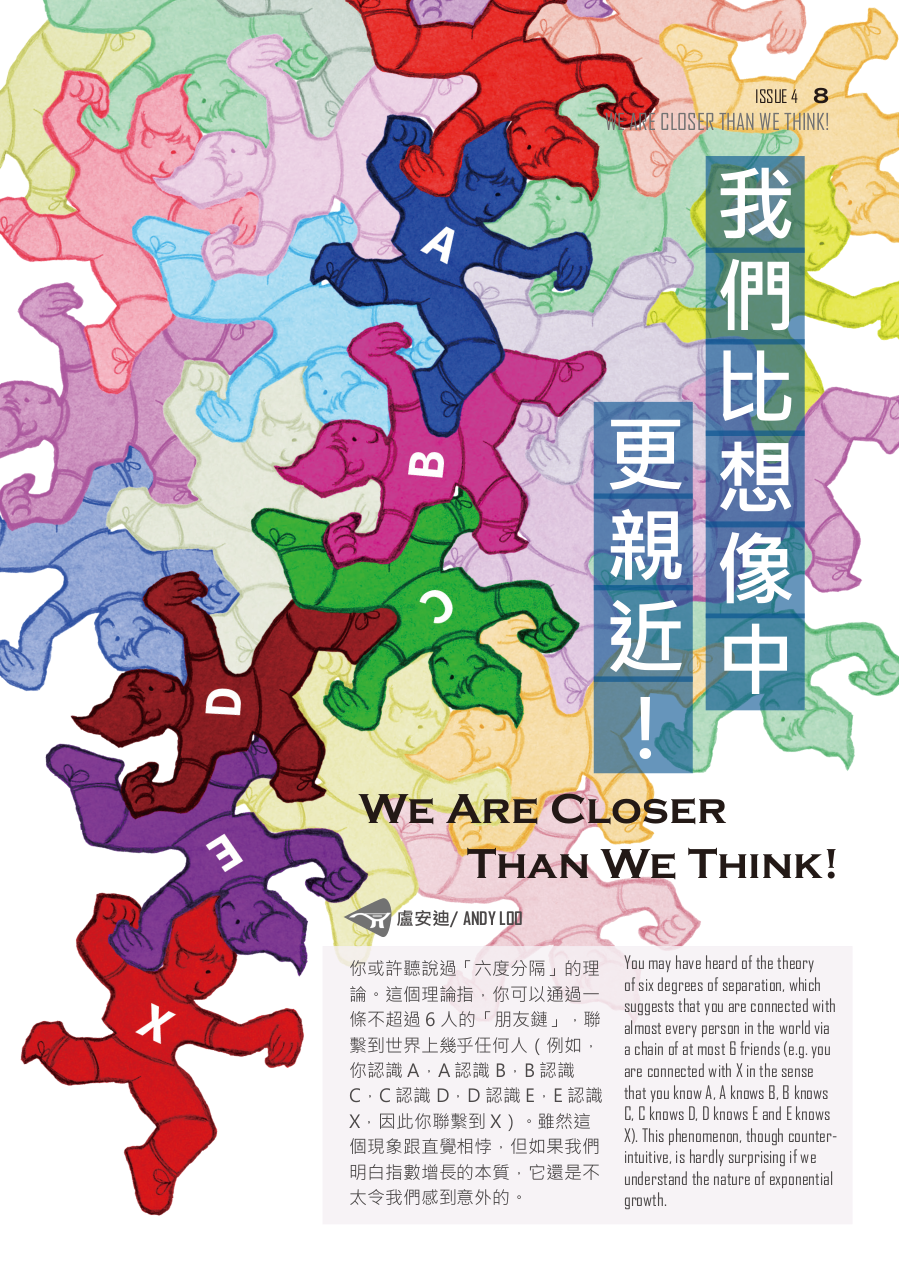 ISSUE 4 8
WE ARE CLOSER THAN WE THINK!
我們比想像中
更親近！
A
B
C
D
E
X
WE ARE CLOSER
THAN WE THINK!
盧安迪/ ANDY LOO
你或許聽說過「六度分隔」的理
論。這個理論指，你可以通過一
條不超過 6 人的「朋友鏈」，聯
繫到世界上幾乎任何人（例如，
你認識 A，A 認識 B，B 認識
C，C 認識 D，D 認識 E，E 認識
X，因此你聯繫到 X）。雖然這
個現象跟直覺相悖，但如果我們
明白指數增長的本質，它還是不
太令我們感到意外的。
You may have heard of the theory
of six degrees of separation, which
suggests that you are connected with
almost every person in the world via
a chain of at most 6 friends (e.g. you
are connected with X in the sense
that you know A, A knows B, B knows
C, C knows D, D knows E and E knows
X). This phenomenon, though counter-
intuitive, is hardly surprising if we
understand the nature of exponential
growth.